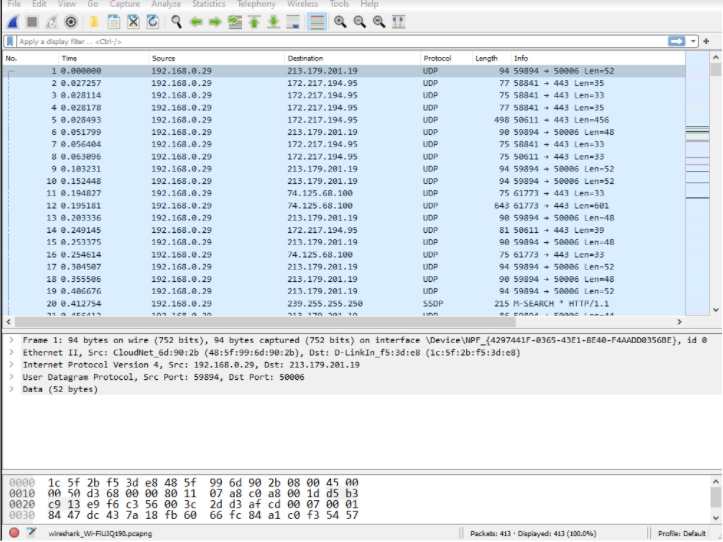 File Edit View Go Capture Analyze Statistics Telephony Wireless Tools Help
Apply a display filter ... <Ctrl-/>
No. Time Source Destination Protocol Length Info
1 0.000000 192.168.0.29 213.179.201.19 UDP 94 59894 → 50006 Len=52
2 0.027257 192.168.0.29 172.217.194.95 UDP 77 58841 → 443 Len=35
3 0.028114 192.168.0.29 172.217.194.95 UDP 75 58841 → 443 Len=33
4 0.028178 192.168.0.29 172.217.194.95 UDP 77 58841 → 443 Len=35
5 0.028493 192.168.0.29 172.217.194.95 UDP 498 50611 → 443 Len=456
6 0.051799 192.168.0.29 213.179.201.19 UDP 90 59894 → 50006 Len=48
7 0.056404 192.168.0.29 172.217.194.95 UDP 75 58841 → 443 Len=33
8 0.063096 192.168.0.29 172.217.194.95 UDP 75 50611 → 443 Len=33
9 0.103231 192.168.0.29 213.179.201.19 UDP 94 59894 → 50006 Len=52
10 0.152448 192.168.0.29 213.179.201.19 UDP 94 59894 → 50006 Len=52
11 0.194827 192.168.0.29 74.125.68.100 UDP 75 61773 → 443 Len=33
12 0.195181 192.168.0.29 74.125.68.100 UDP 643 61773 → 443 Len=601
13 0.203336 192.168.0.29 213.179.201.19 UDP 90 59894 → 50006 Len=48
14 0.249145 192.168.0.29 172.217.194.95 UDP 81 50611 → 443 Len=39
15 0.253375 192.168.0.29 213.179.201.19 UDP 90 59894 → 50006 Len=48
16 0.254614 192.168.0.29 74.125.68.100 UDP 75 61773 → 443 Len=33
17 0.304507 192.168.0.29 213.179.201.19 UDP 94 59894 → 50006 Len=52
18 0.355506 192.168.0.29 213.179.201.19 UDP 90 59894 → 50006 Len=48
19 0.406676 192.168.0.29 213.179.201.19 UDP 94 59894 → 50006 Len=52
20 0.412754 192.168.0.29 239.255.255.250 SSDP 215 M-SEARCH * HTTP/1.1
Frame 1: 94 bytes on wire (752 bits), 94 bytes captured (752 bits) on interface \Device\NPF_{4297441F-0365-43E1-8E40-F4AADD0356BE}, id 0
Ethernet II, Src: CloudNet_6d:90:2b (48:5f:99:6d:90:2b), Dst: D-LinkIn_f5:3d:e8 (1c:5f:2b:f5:3d:e8)
Internet Protocol Version 4, Src: 192.168.0.29, Dst: 213.179.201.19
User Datagram Protocol, Src Port: 59894, Dst Port: 50006
Data (52 bytes)
0000 1c 5f 2b f5 3d e8 48 5f 99 6d 90 2b 08 00 45 00
0010 00 50 d3 68 00 00 80 11 07 a8 c0 a8 00 1d d5 b3
0020 c9 13 e9 f6 c3 56 00 3c 2d d3 af cd 00 07 00 01
0030 84 47 dc 43 7a 18 fb 60 66 fc 84 a1 c0 f3 54 57
wireshark_Wi-FiUJQ190.pcapng Packets: 413 · Displayed: 413 (100.0%) Profile: Default